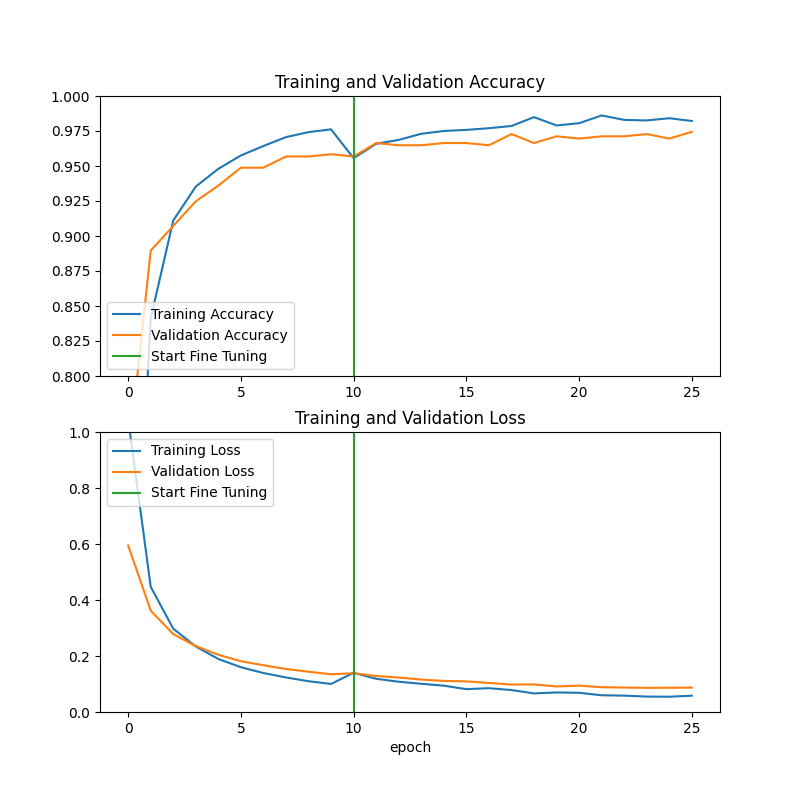 Training and Validation Accuracy
1.000
0.975
0.950
0.925
0.900
0.875
0.850
0.825
0.800
Training Accuracy
Validation Accuracy
Start Fine Tuning
0 5 10 15 20 25
Training and Validation Loss
1.0
0.8
0.6
0.4
0.2
0.0
Training Loss
Validation Loss
Start Fine Tuning
0 5 10 15 20 25
epoch